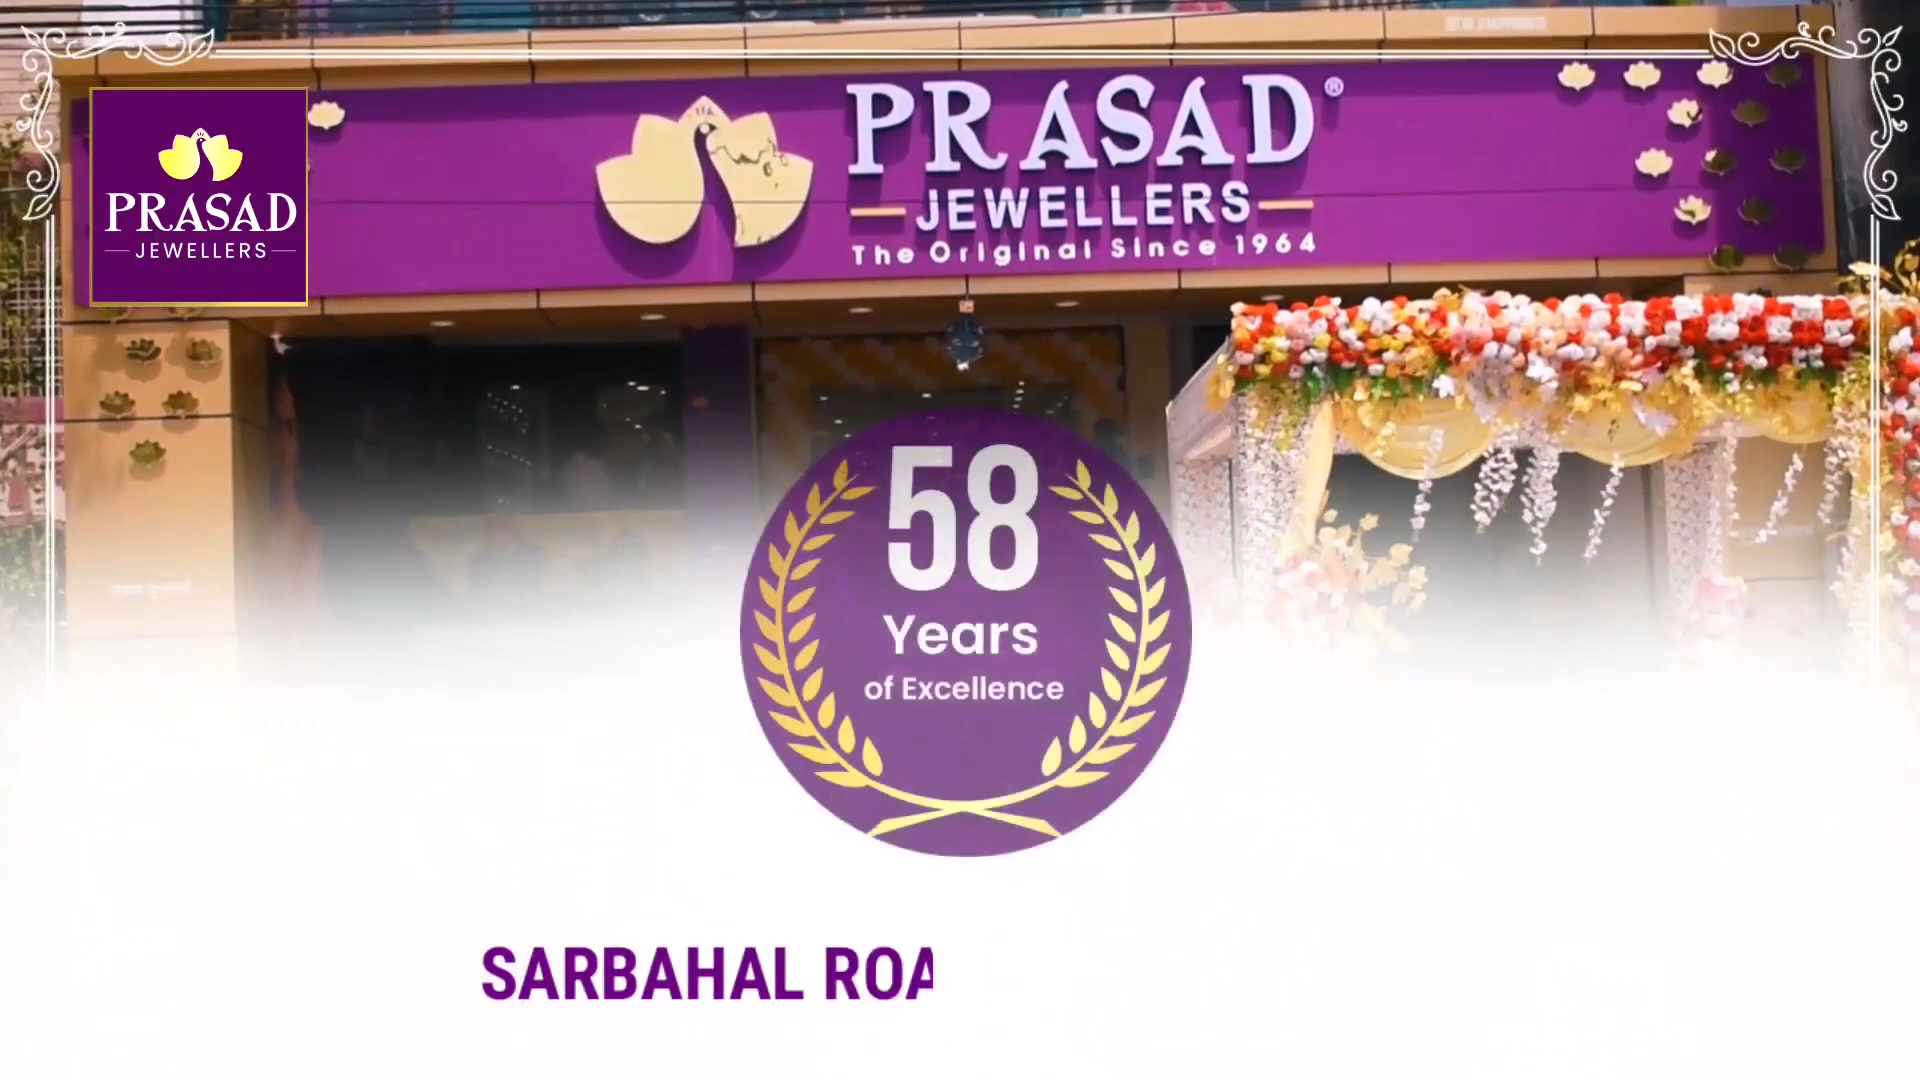 PRASAD®
JEWELLERS
The Original Since 1964
PRASAD
JEWELLERS
58
Years
of Excellence
SARBAHAL ROA